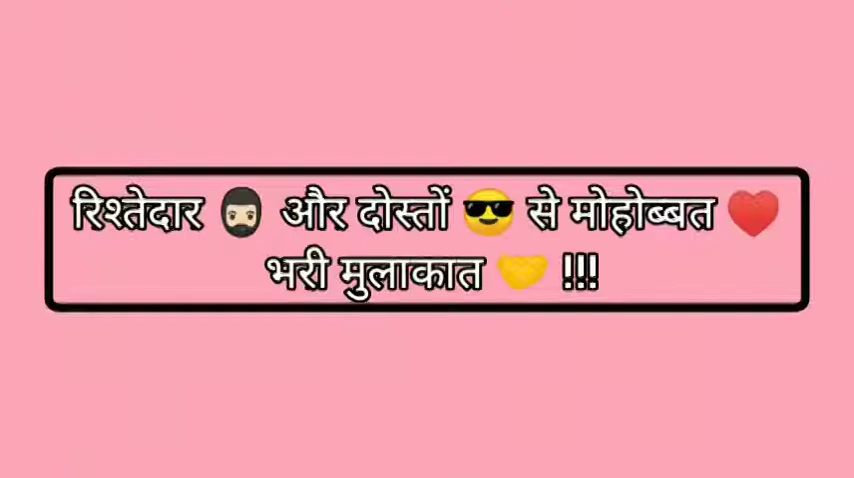 रिश्तेदार 🧔🏻 और दोस्तों 😎 से मोहोब्बत ♥️
भरी मुलाकात 🤝 !!!